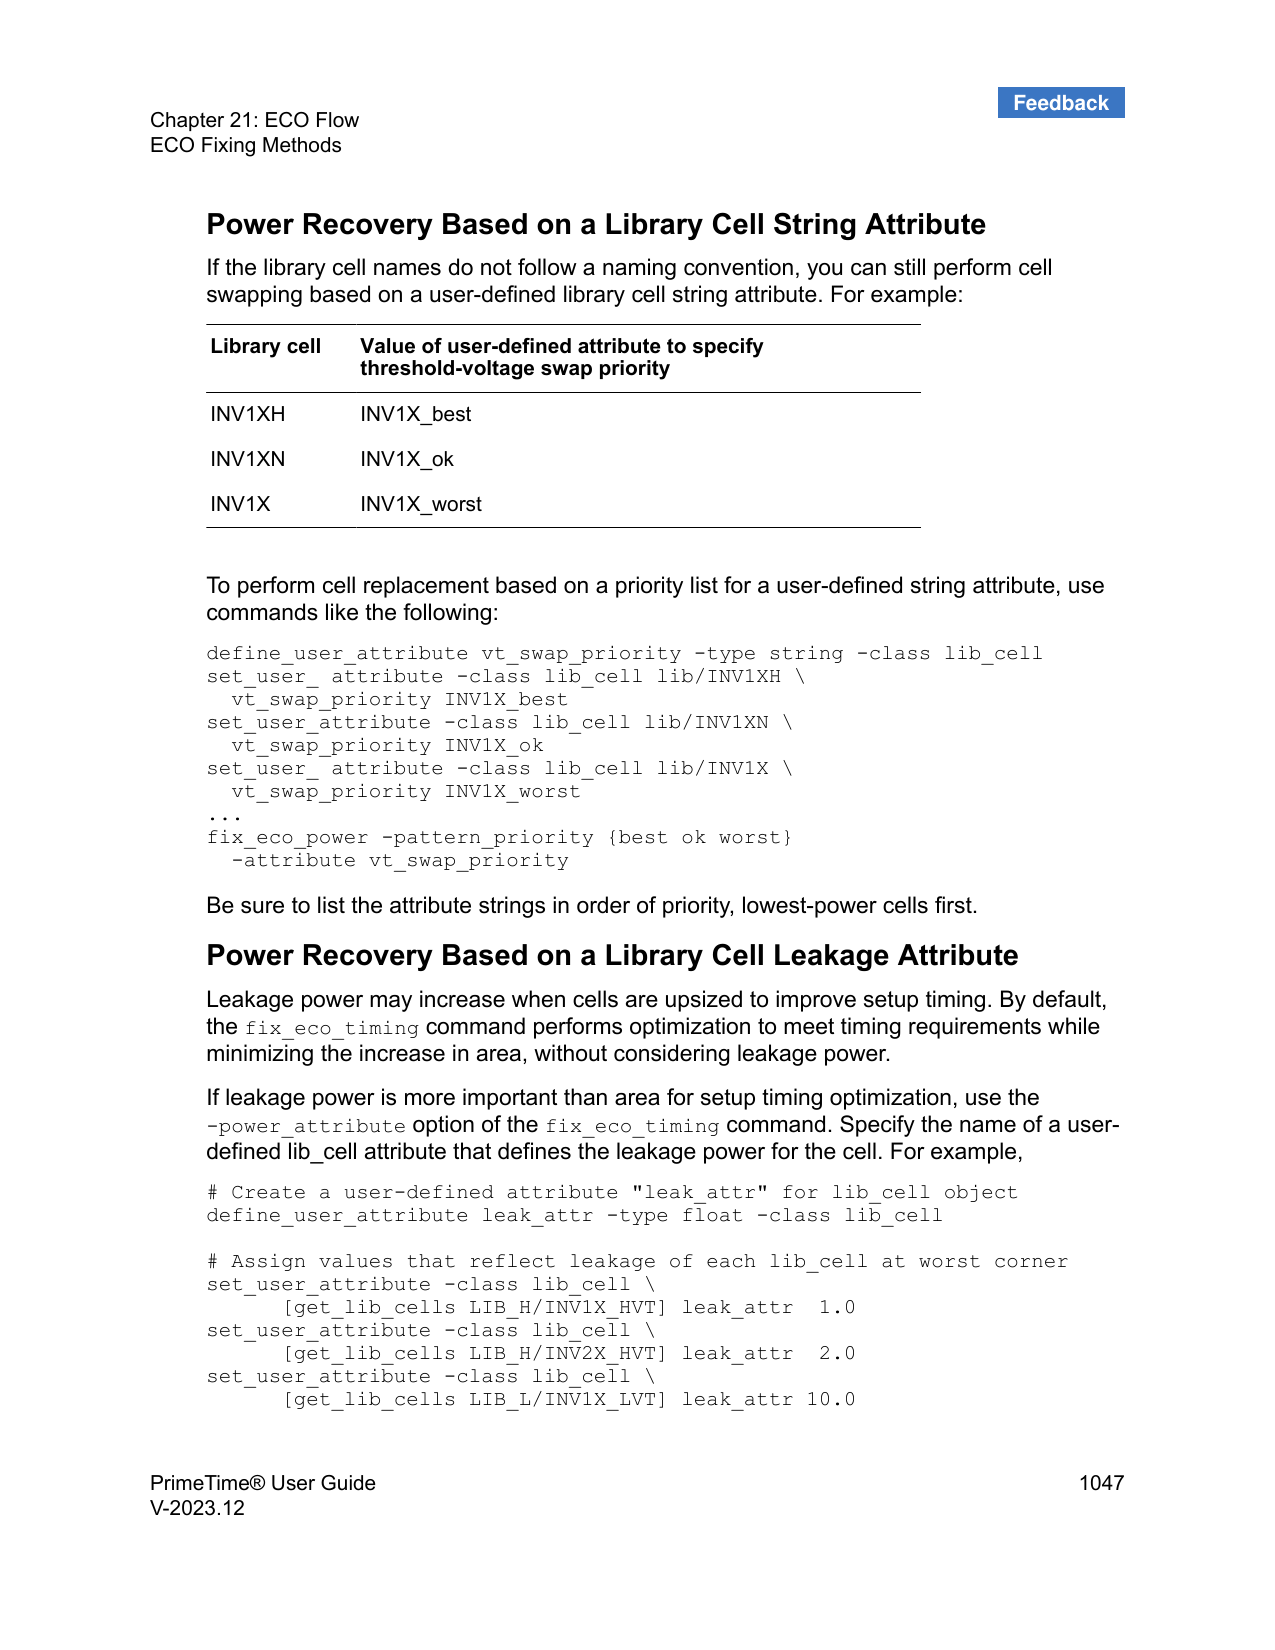 Feedback
Chapter 21: ECO Flow
ECO Fixing Methods
Power Recovery Based on a Library Cell String Attribute
If the library cell names do not follow a naming convention, you can still perform cell
swapping based on a user-defined library cell string attribute. For example:
Library cell Value of user-defined attribute to specify
threshold-voltage swap priority
INV1XH INV1X_best
INV1XN INV1X_ok
INV1X INV1X_worst
To perform cell replacement based on a priority list for a user-defined string attribute, use
commands like the following:
define_user_attribute vt_swap_priority -type string -class lib_cell
set_user_ attribute -class lib_cell lib/INV1XH \
  vt_swap_priority INV1X_best
set_user_attribute -class lib_cell lib/INV1XN \
  vt_swap_priority INV1X_ok
set_user_ attribute -class lib_cell lib/INV1X \
  vt_swap_priority INV1X_worst
...
fix_eco_power -pattern_priority {best ok worst}
  -attribute vt_swap_priority
Be sure to list the attribute strings in order of priority, lowest-power cells first.
Power Recovery Based on a Library Cell Leakage Attribute
Leakage power may increase when cells are upsized to improve setup timing. By default,
the fix_eco_timing command performs optimization to meet timing requirements while
minimizing the increase in area, without considering leakage power.
If leakage power is more important than area for setup timing optimization, use the
-power_attribute option of the fix_eco_timing command. Specify the name of a user-
defined lib_cell attribute that defines the leakage power for the cell. For example,
# Create a user-defined attribute "leak_attr" for lib_cell object
define_user_attribute leak_attr -type float -class lib_cell
# Assign values that reflect leakage of each lib_cell at worst corner
set_user_attribute -class lib_cell \
      [get_lib_cells LIB_H/INV1X_HVT] leak_attr  1.0
set_user_attribute -class lib_cell \
      [get_lib_cells LIB_H/INV2X_HVT] leak_attr  2.0
set_user_attribute -class lib_cell \
      [get_lib_cells LIB_L/INV1X_LVT] leak_attr 10.0
PrimeTime® User Guide 1047
V-2023.12